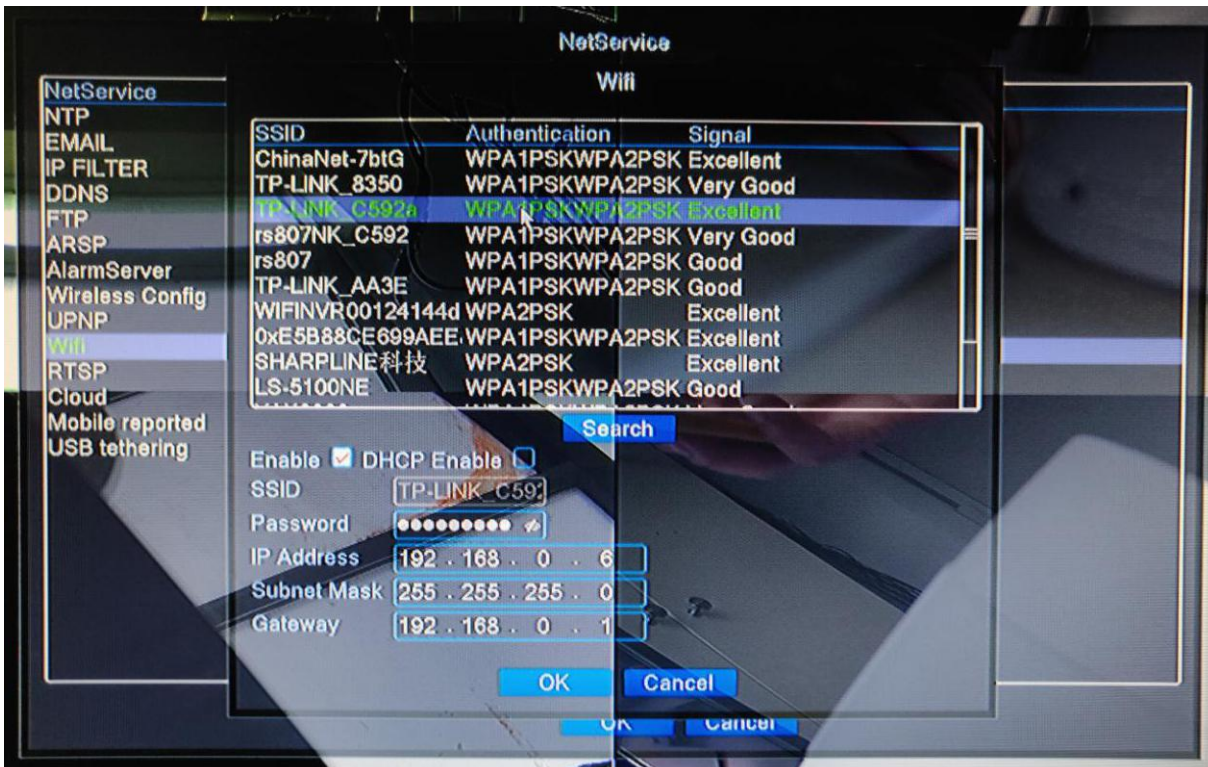 NetService
Wifi
NetService
NTP
EMAIL
IP FILTER
DDNS
FTP
ARSP
AlarmServer
Wireless Config
UPNP
Wifi
RTSP
Cloud
Mobile reported
USB tethering
SSID Authentication Signal
ChinaNet-7btG WPA1PSKWPA2PSK Excellent
TP-LINK_8350 WPA1PSKWPA2PSK Very Good
TP-LINK_C592a WPA1PSKWPA2PSK Excellent
rs807NK_C592 WPA1PSKWPA2PSK Very Good
rs807 WPA1PSKWPA2PSK Good
TP-LINK_AA3E WPA1PSKWPA2PSK Good
WIFINVR00124144d WPA2PSK Excellent
0xE5B88CE699AEE WPA1PSKWPA2PSK Excellent
SHARPLINE科技 WPA2PSK Excellent
LS-5100NE WPA1PSKWPA2PSK Good
Search
Enable DHCP Enable
SSID TP-LINK_C592
Password
IP Address 192 . 168 . 0 . 6
Subnet Mask 255 . 255 . 255 . 0
Gateway 192 . 168 . 0 . 1
OK Cancel
OK Cancel